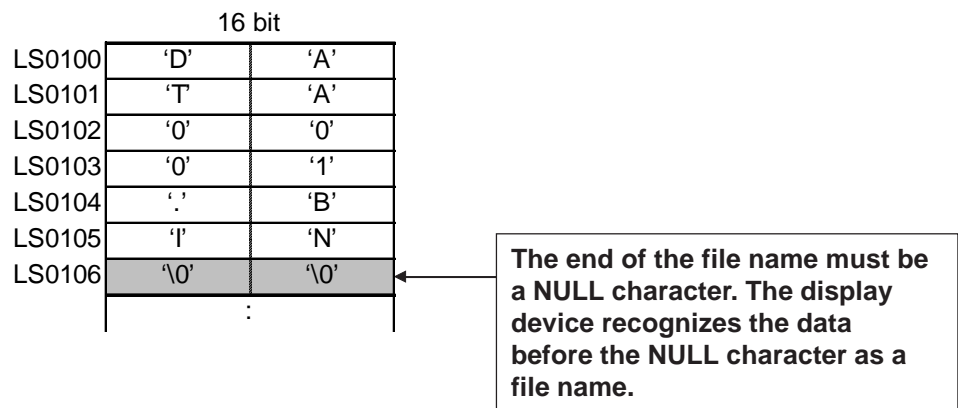 16 bit
LS0100 ‘D’ ‘A’
LS0101 ‘T’ ‘A’
LS0102 ‘0’ ‘0’
LS0103 ‘0’ ‘1’
LS0104 ‘.’ ‘B’
LS0105 ‘I’ ‘N’
LS0106 ‘\0’ ‘\0’
:
The end of the file name must be
a NULL character. The display
device recognizes the data
before the NULL character as a
file name.